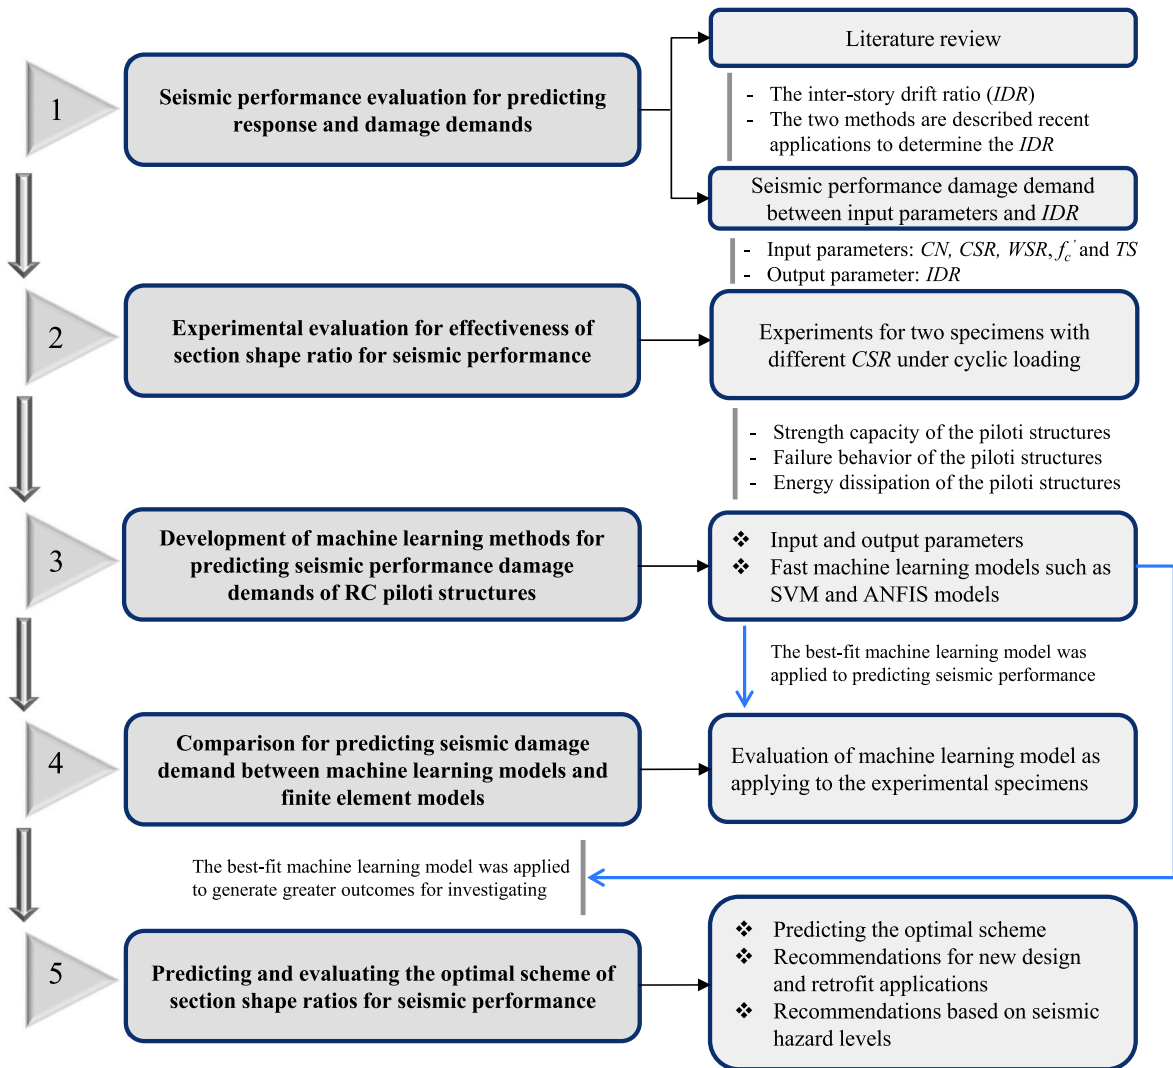 1
Seismic performance evaluation for predicting
response and damage demands
Literature review
- The inter-story drift ratio (IDR)
- The two methods are described recent
applications to determine the IDR
Seismic performance damage demand
between input parameters and IDR
- Input parameters: CN, CSR, WSR, fc' and TS
- Output parameter: IDR
2
Experimental evaluation for effectiveness of
section shape ratio for seismic performance
Experiments for two specimens with
different CSR under cyclic loading
- Strength capacity of the piloti structures
- Failure behavior of the piloti structures
- Energy dissipation of the piloti structures
3
Development of machine learning methods for
predicting seismic performance damage
demands of RC piloti structures
❖ Input and output parameters
❖ Fast machine learning models such as
SVM and ANFIS models
The best-fit machine learning model was
applied to predicting seismic performance
4
Comparison for predicting seismic damage
demand between machine learning models and
finite element models
Evaluation of machine learning model as
applying to the experimental specimens
The best-fit machine learning model was applied
to generate greater outcomes for investigating
5
Predicting and evaluating the optimal scheme of
section shape ratios for seismic performance
❖ Predicting the optimal scheme
❖ Recommendations for new design
and retrofit applications
❖ Recommendations based on seismic
hazard levels